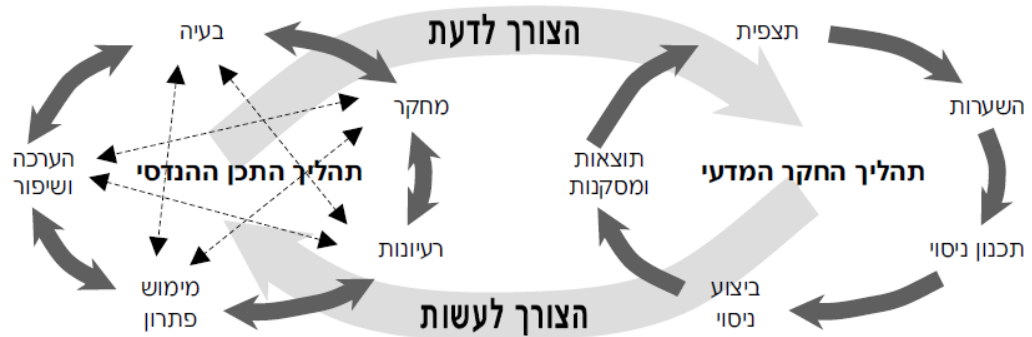 הצורך לדעת
תצפית
השערות
תכנון ניסוי
ביצוע
ניסוי
תוצאות
ומסקנות
תהליך החקר המדעי
בעיה
מחקר
רעיונות
מימוש
פתרון
הערכה
ושיפור
תהליך התכן ההנדסי
הצורך לעשות